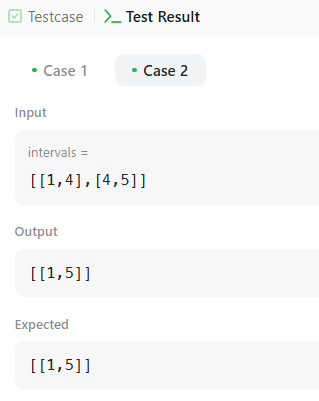 Testcase >_ Test Result
Case 1 Case 2
Input
intervals =
[[1,4],[4,5]]
Output
[[1,5]]
Expected
[[1,5]]